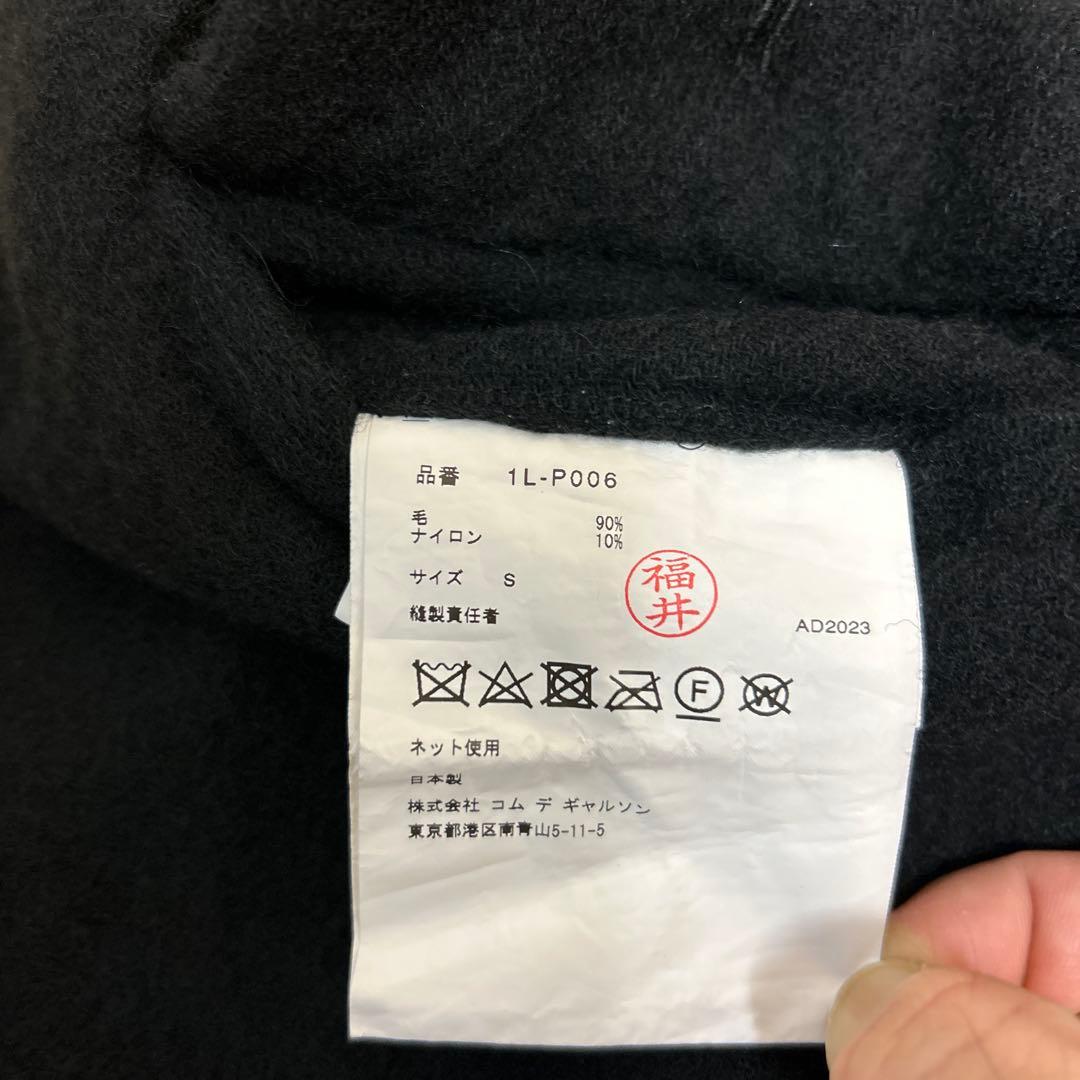 品番 1L-P006
毛 90%
ナイロン 10%
サイズ S
福井
縫製責任者
AD2023
F
W
ネット使用
日本製
株式会社 コム デ ギャルソン
東京都港区南青山5-11-5